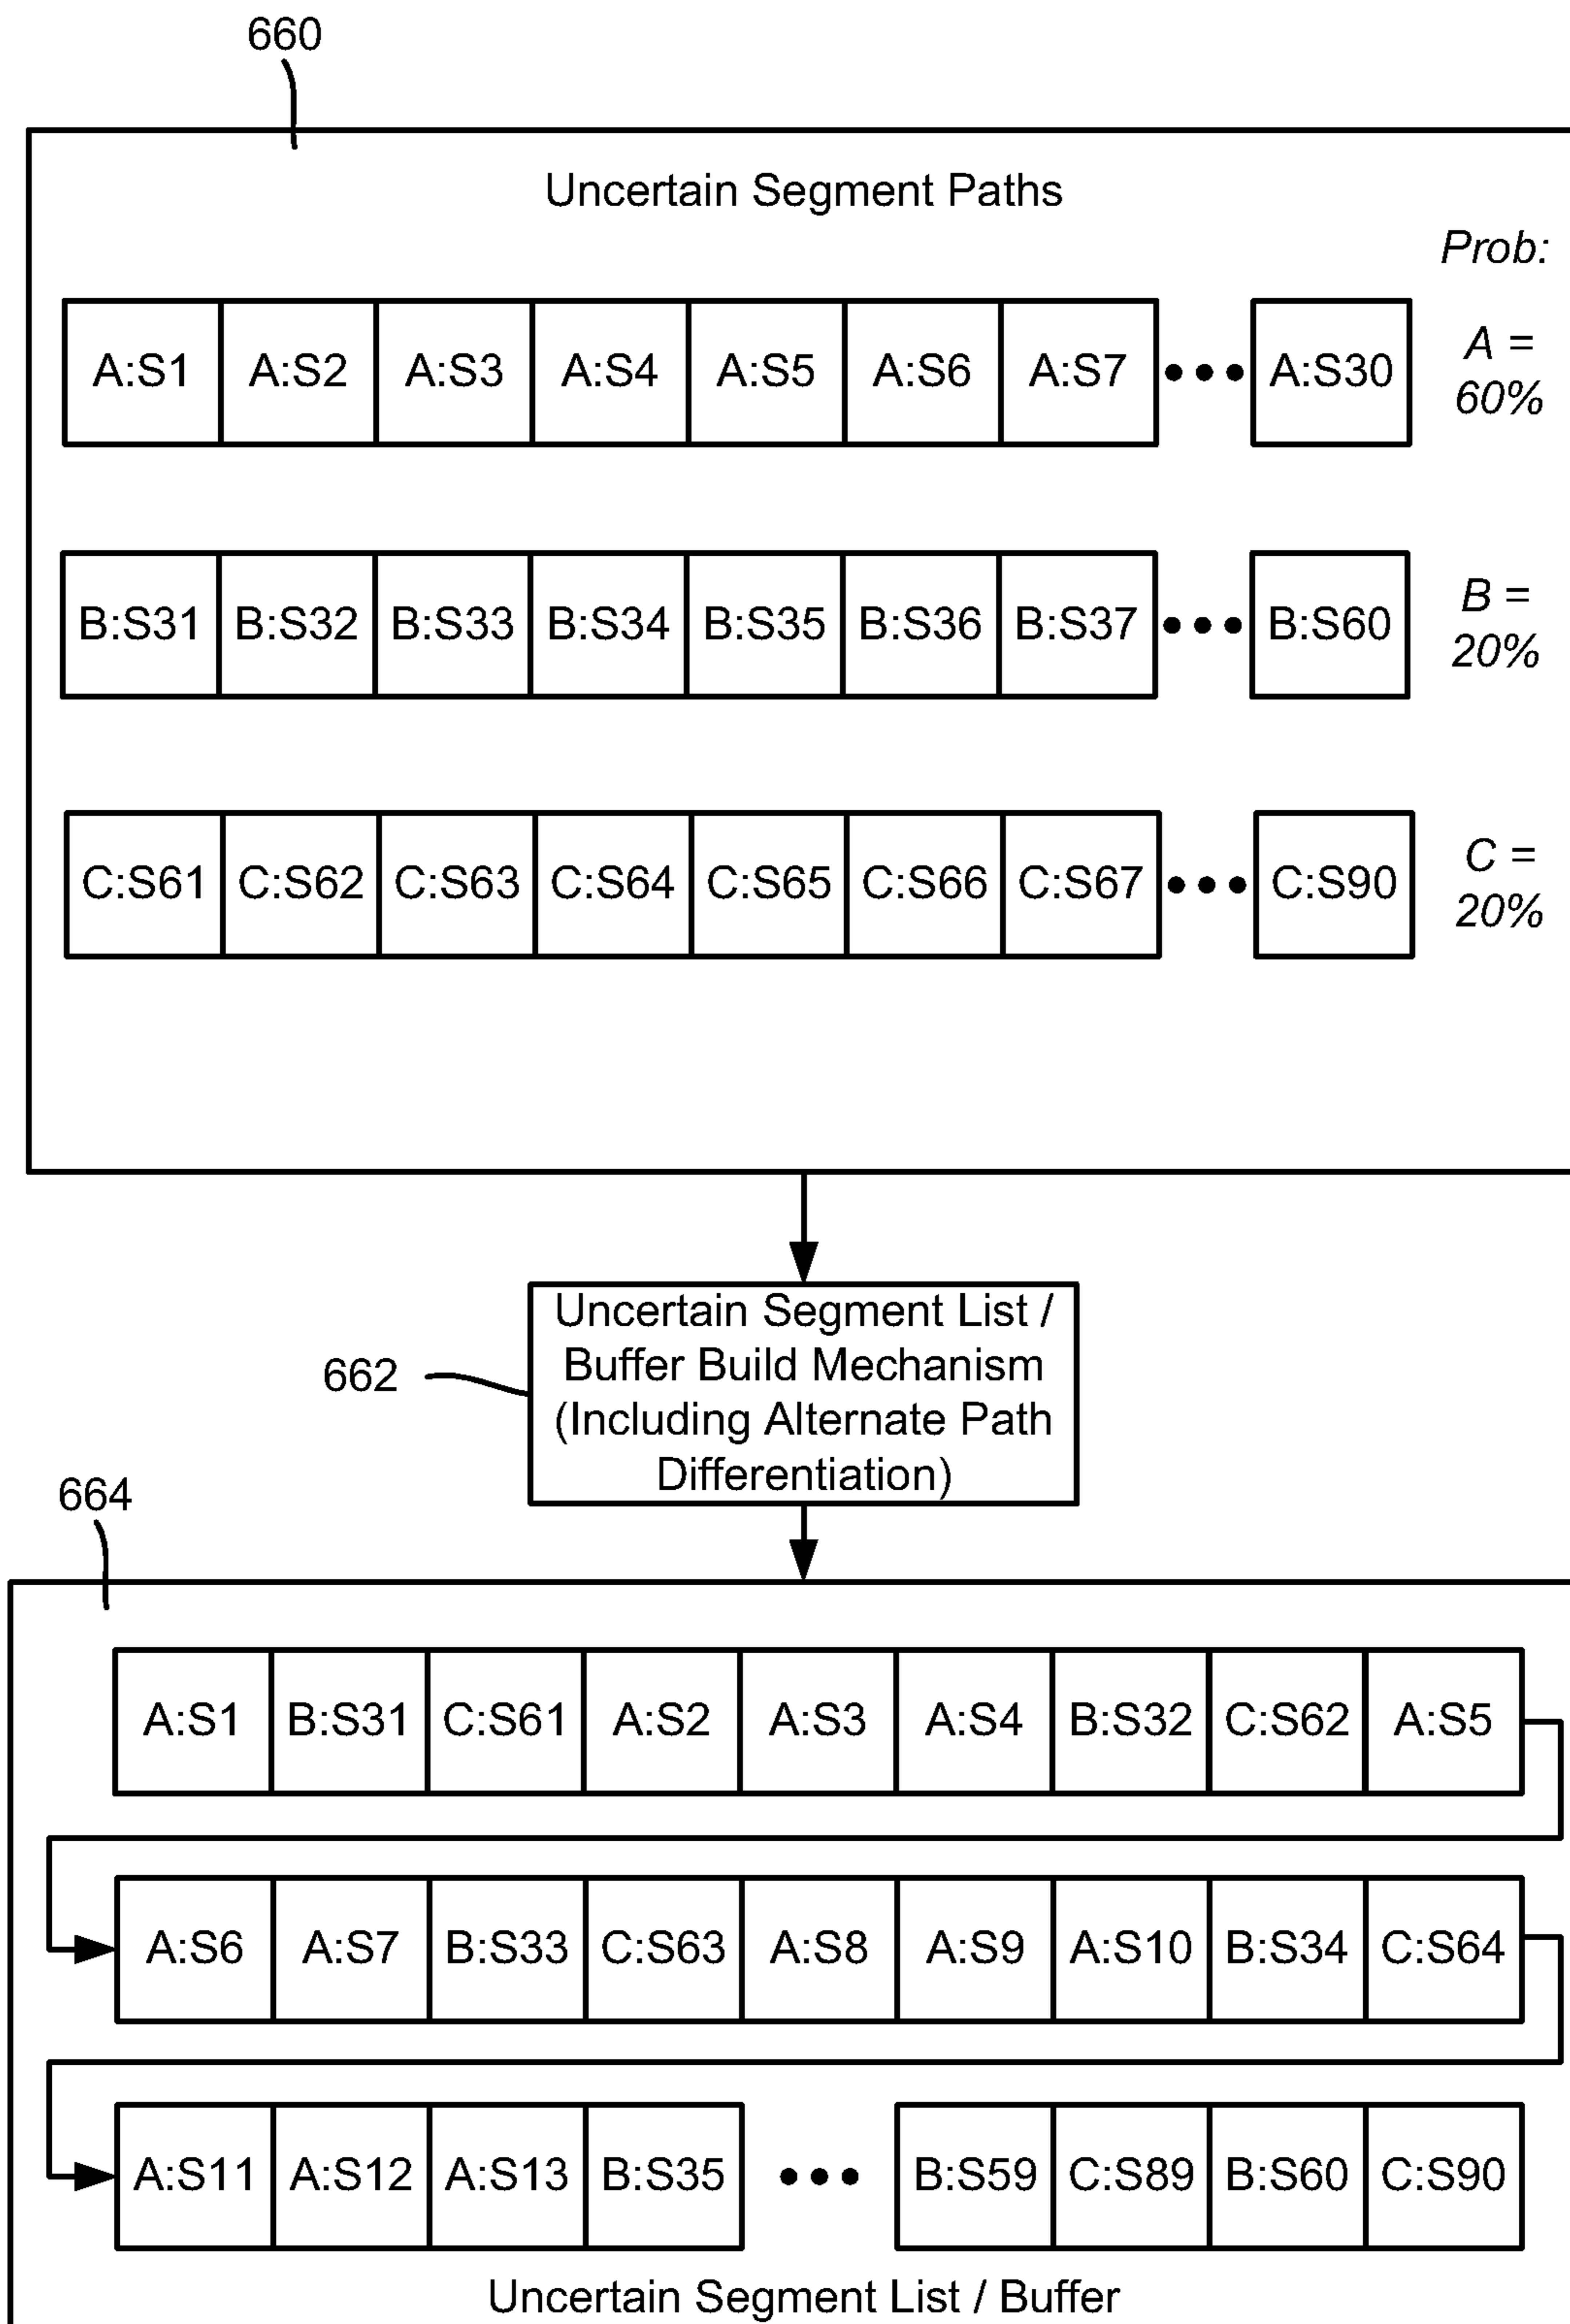 660
Uncertain Segment Paths
Prob:
A:S1 A:S2 A:S3 A:S4 A:S5 A:S6 A:S7 ●●● A:S30
A =
60%
B:S31 B:S32 B:S33 B:S34 B:S35 B:S36 B:S37 ●●● B:S60
B =
20%
C:S61 C:S62 C:S63 C:S64 C:S65 C:S66 C:S67 ●●● C:S90
C =
20%
662
Uncertain Segment List /
Buffer Build Mechanism
(Including Alternate Path
Differentiation)
664
A:S1 B:S31 C:S61 A:S2 A:S3 A:S4 B:S32 C:S62 A:S5
A:S6 A:S7 B:S33 C:S63 A:S8 A:S9 A:S10 B:S34 C:S64
A:S11 A:S12 A:S13 B:S35 ●●● B:S59 C:S89 B:S60 C:S90
Uncertain Segment List / Buffer